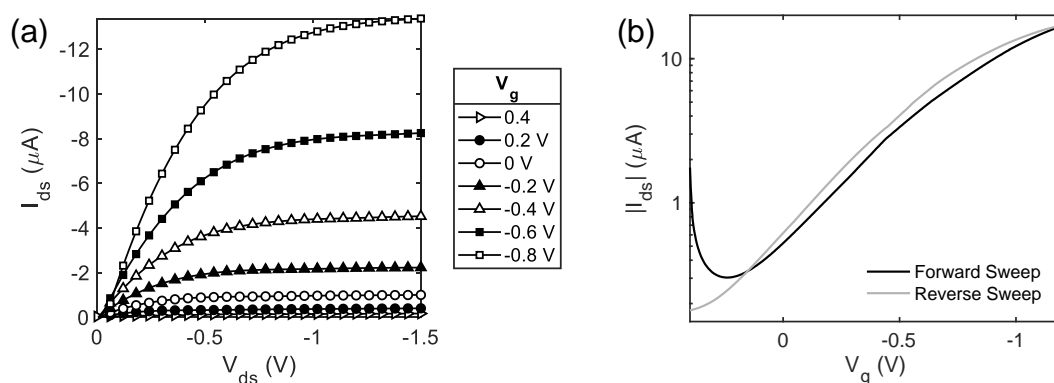 (a)
I_ds (μA)
-12
-10
-8
-6
-4
-2
0
0
-0.5
-1
-1.5
V_ds (V)
V_g
0.4
0.2 V
0 V
-0.2 V
-0.4 V
-0.6 V
-0.8 V
(b)
|I_ds| (μA)
10
1
0
-0.5
-1
V_g (V)
Forward Sweep
Reverse Sweep